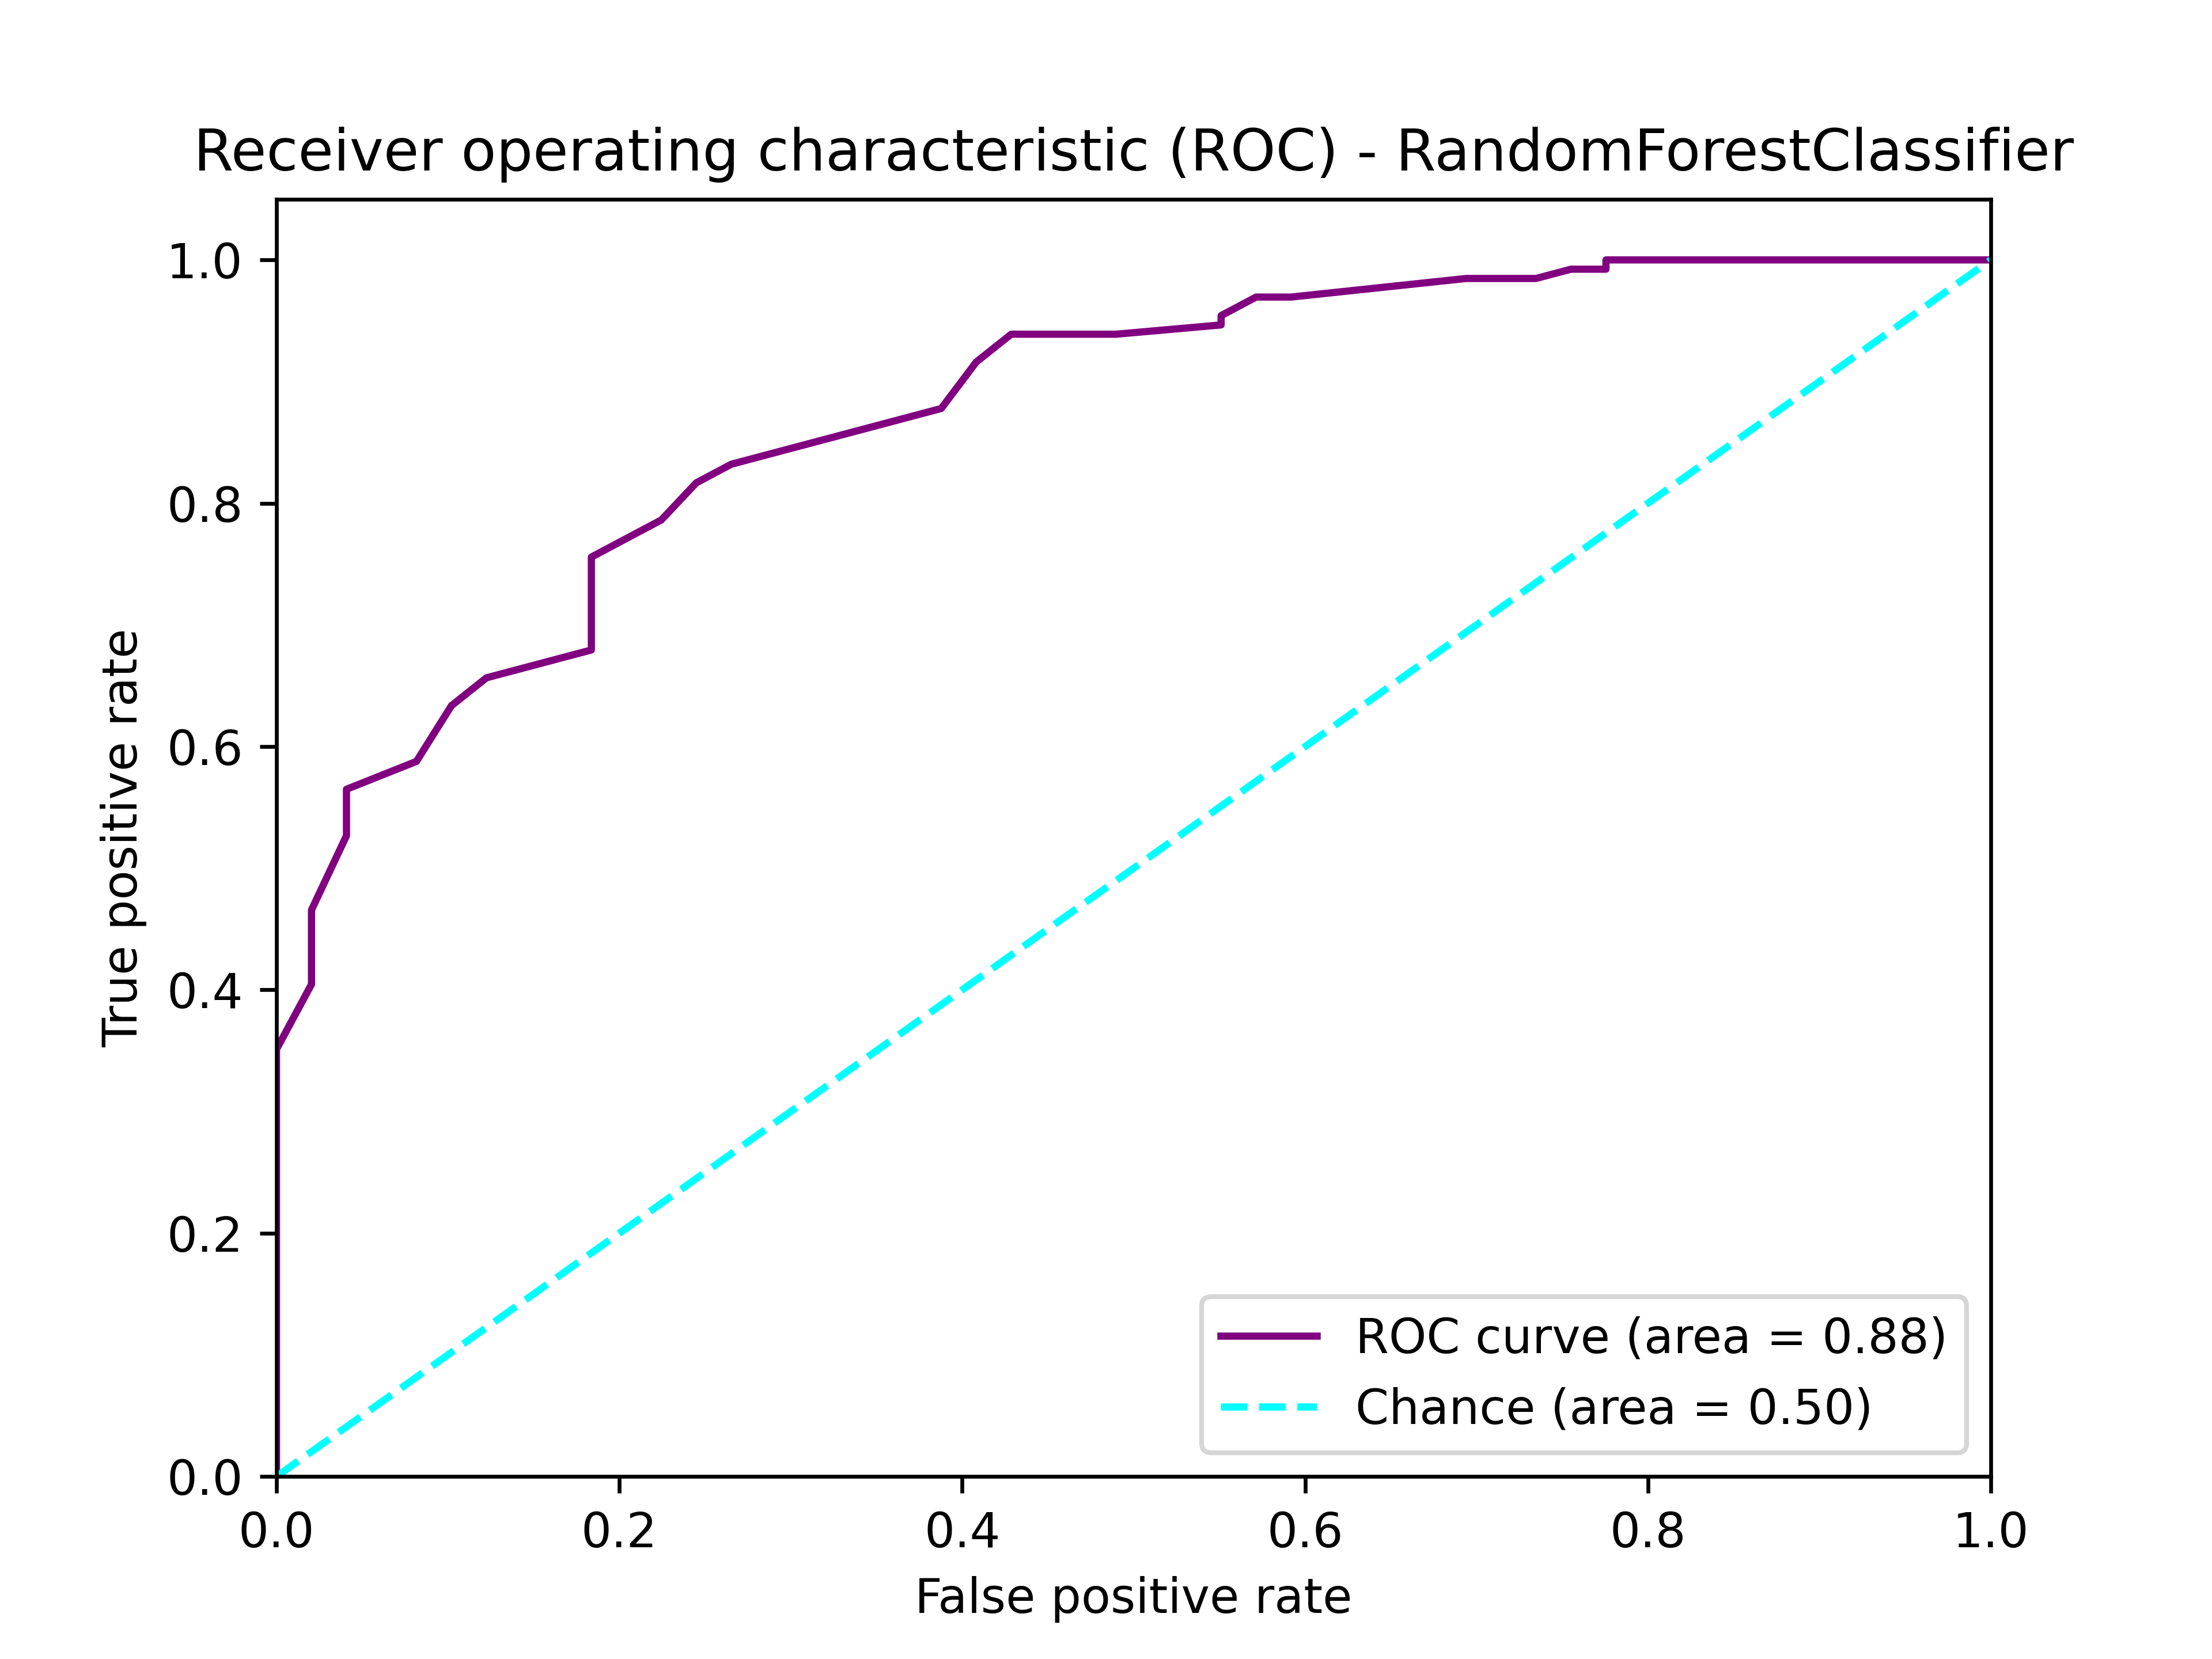 Receiver operating characteristic (ROC) - RandomForestClassifier
1.0
0.8
0.6
0.4
0.2
0.0
True positive rate
0.0 0.2 0.4 0.6 0.8 1.0
False positive rate
ROC curve (area = 0.88)
Chance (area = 0.50)